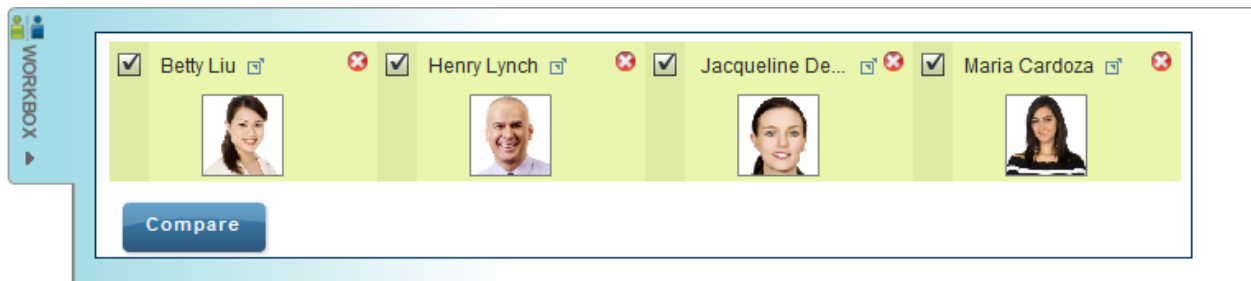 WORKBOX
Betty Liu
Henry Lynch
Jacqueline De...
Maria Cardoza
Compare